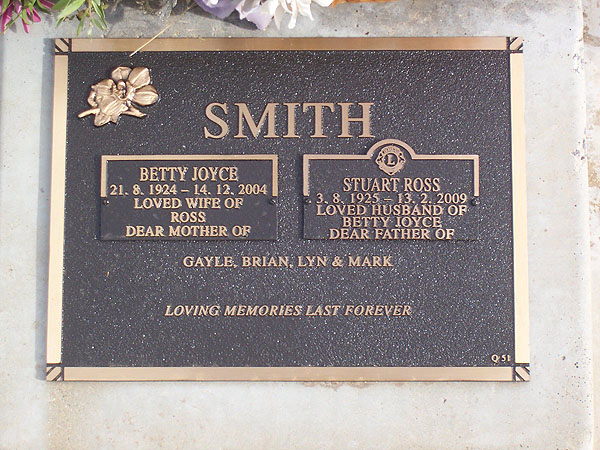 SMITH
BETTY JOYCE
21. 8. 1924 – 14. 12. 2004
LOVED WIFE OF
ROSS
DEAR MOTHER OF
L
STUART ROSS
3. 8. 1925 – 13. 2. 2009
LOVED HUSBAND OF
BETTY JOYCE
DEAR FATHER OF
GAYLE, BRIAN, LYN & MARK
LOVING MEMORIES LAST FOREVER
Q 51